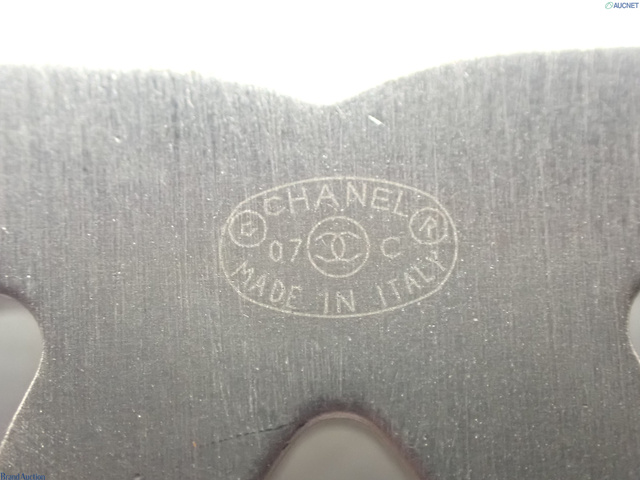 AUCNET
CHANEL
R
07 C
MADE IN ITALY
BrandAuction